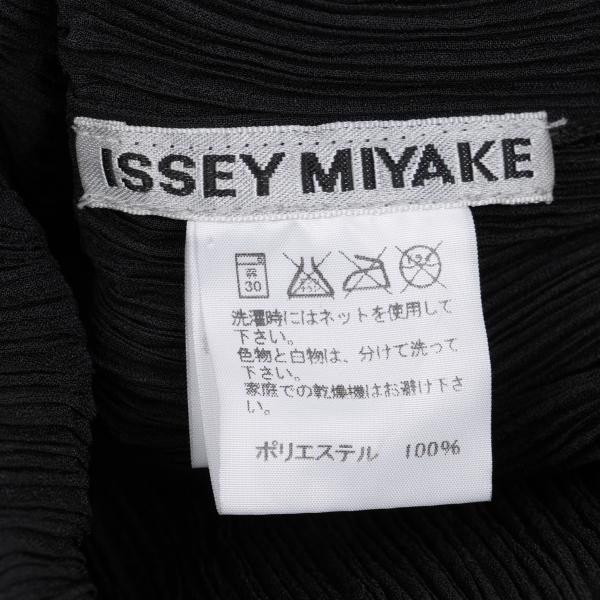 ISSEY MIYAKE
30
洗濯時にはネットを使用して
下さい。
色物と白物は、分けて洗って
下さい。
家庭での乾燥機はお避け下さ
い。
ポリエステル 100%